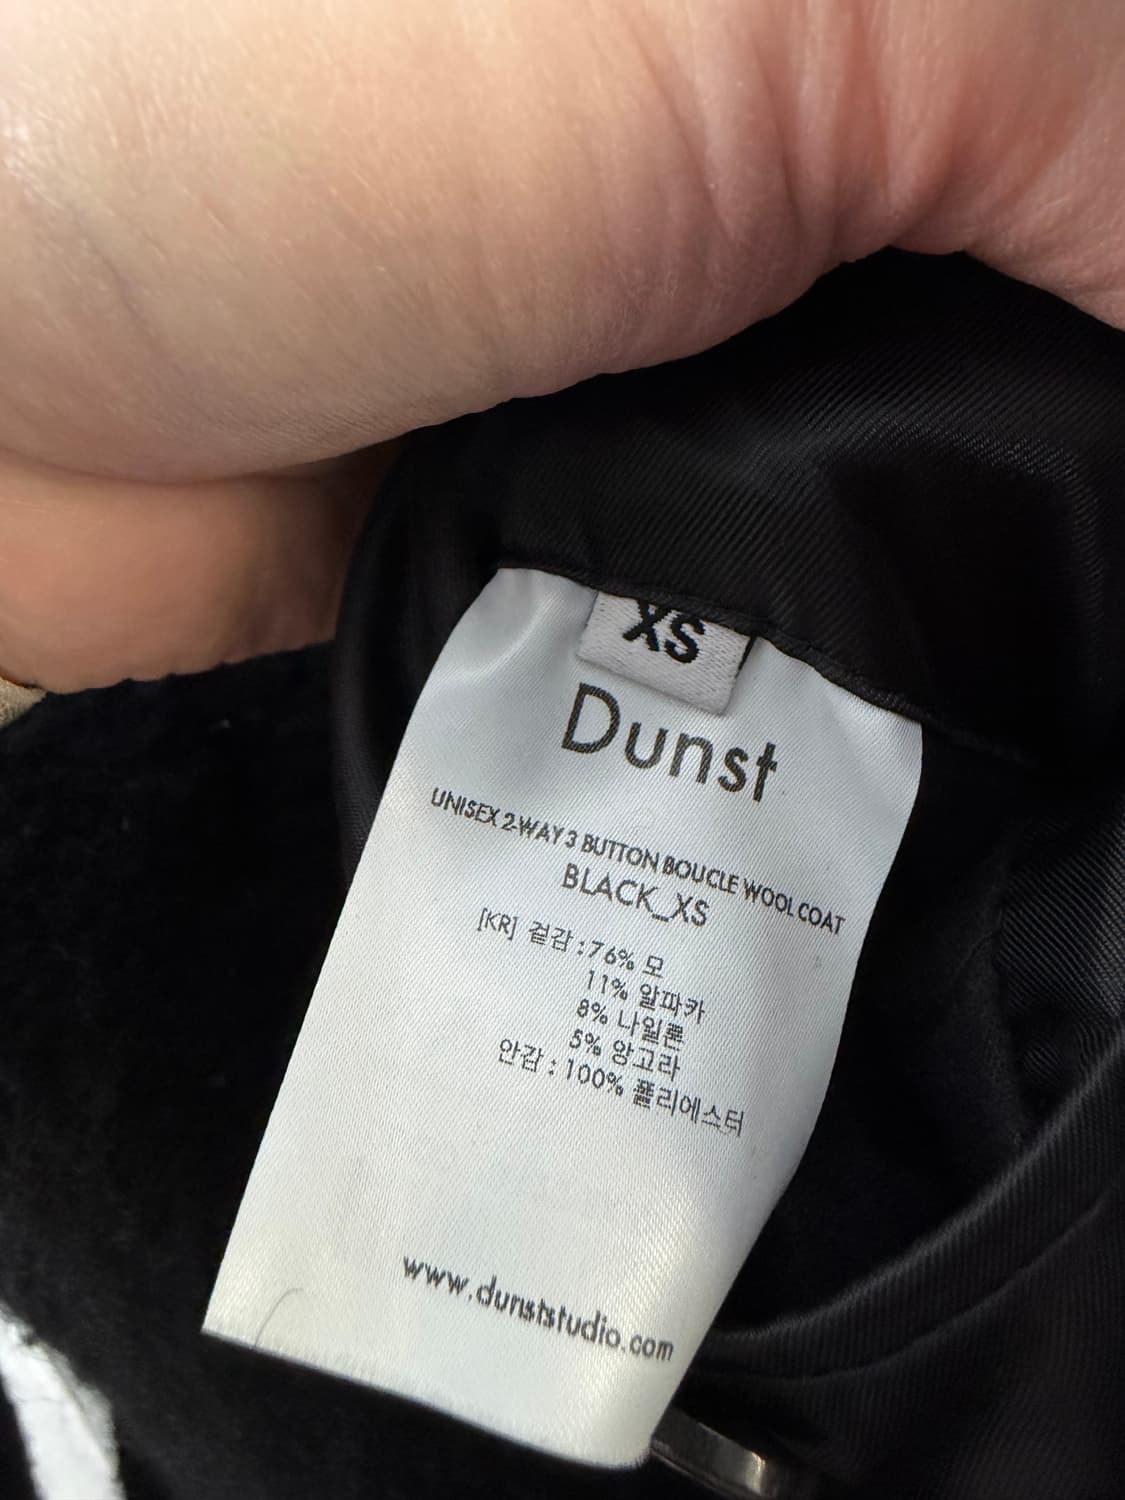 XS
Dunst
UNISEX 2-WAY 3 BUTTON BOUCLE WOOL COAT
BLACK_XS
[KR] 겉감 : 76% 모
11% 알파카
8% 나일론
5% 앙고라
안감 : 100% 폴리에스터
www.dunststudio.com